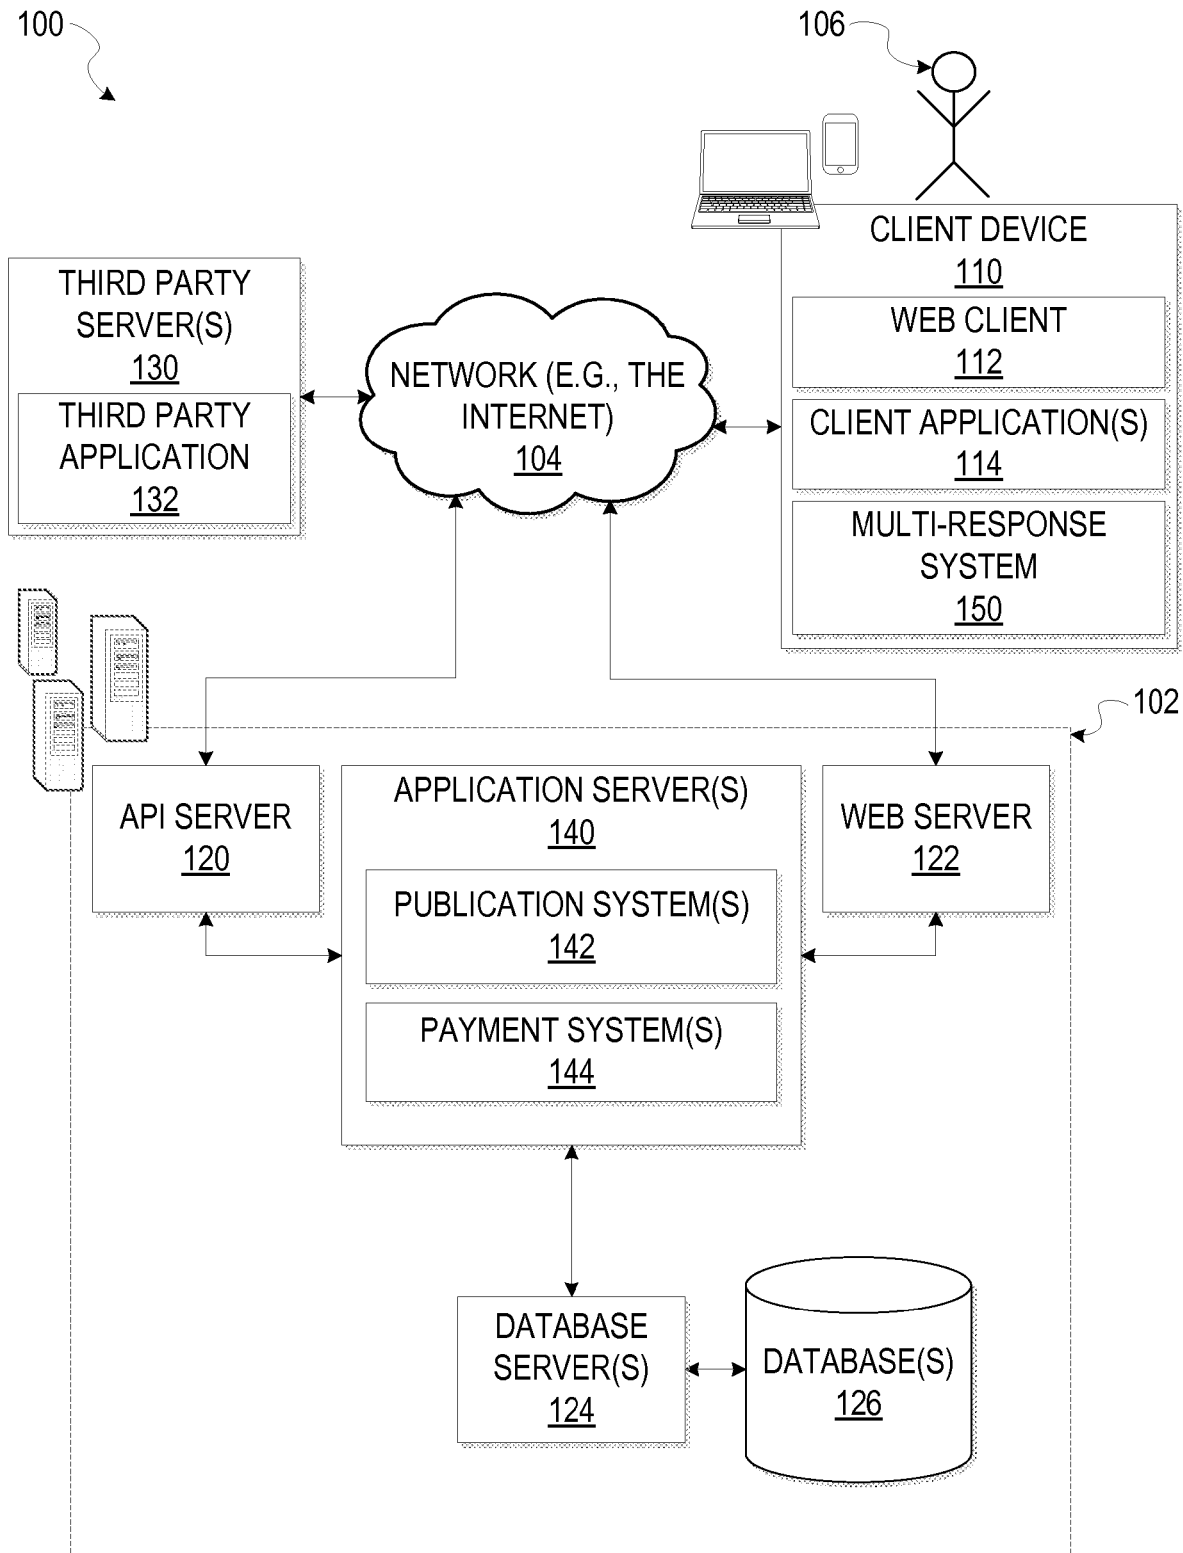 100
106
CLIENT DEVICE
110
WEB CLIENT
112
CLIENT APPLICATION(S)
114
MULTI-RESPONSE
SYSTEM
150
THIRD PARTY
SERVER(S)
130
THIRD PARTY
APPLICATION
132
NETWORK (E.G., THE
INTERNET)
104
102
API SERVER
120
APPLICATION SERVER(S)
140
PUBLICATION SYSTEM(S)
142
PAYMENT SYSTEM(S)
144
WEB SERVER
122
DATABASE
SERVER(S)
124
DATABASE(S)
126